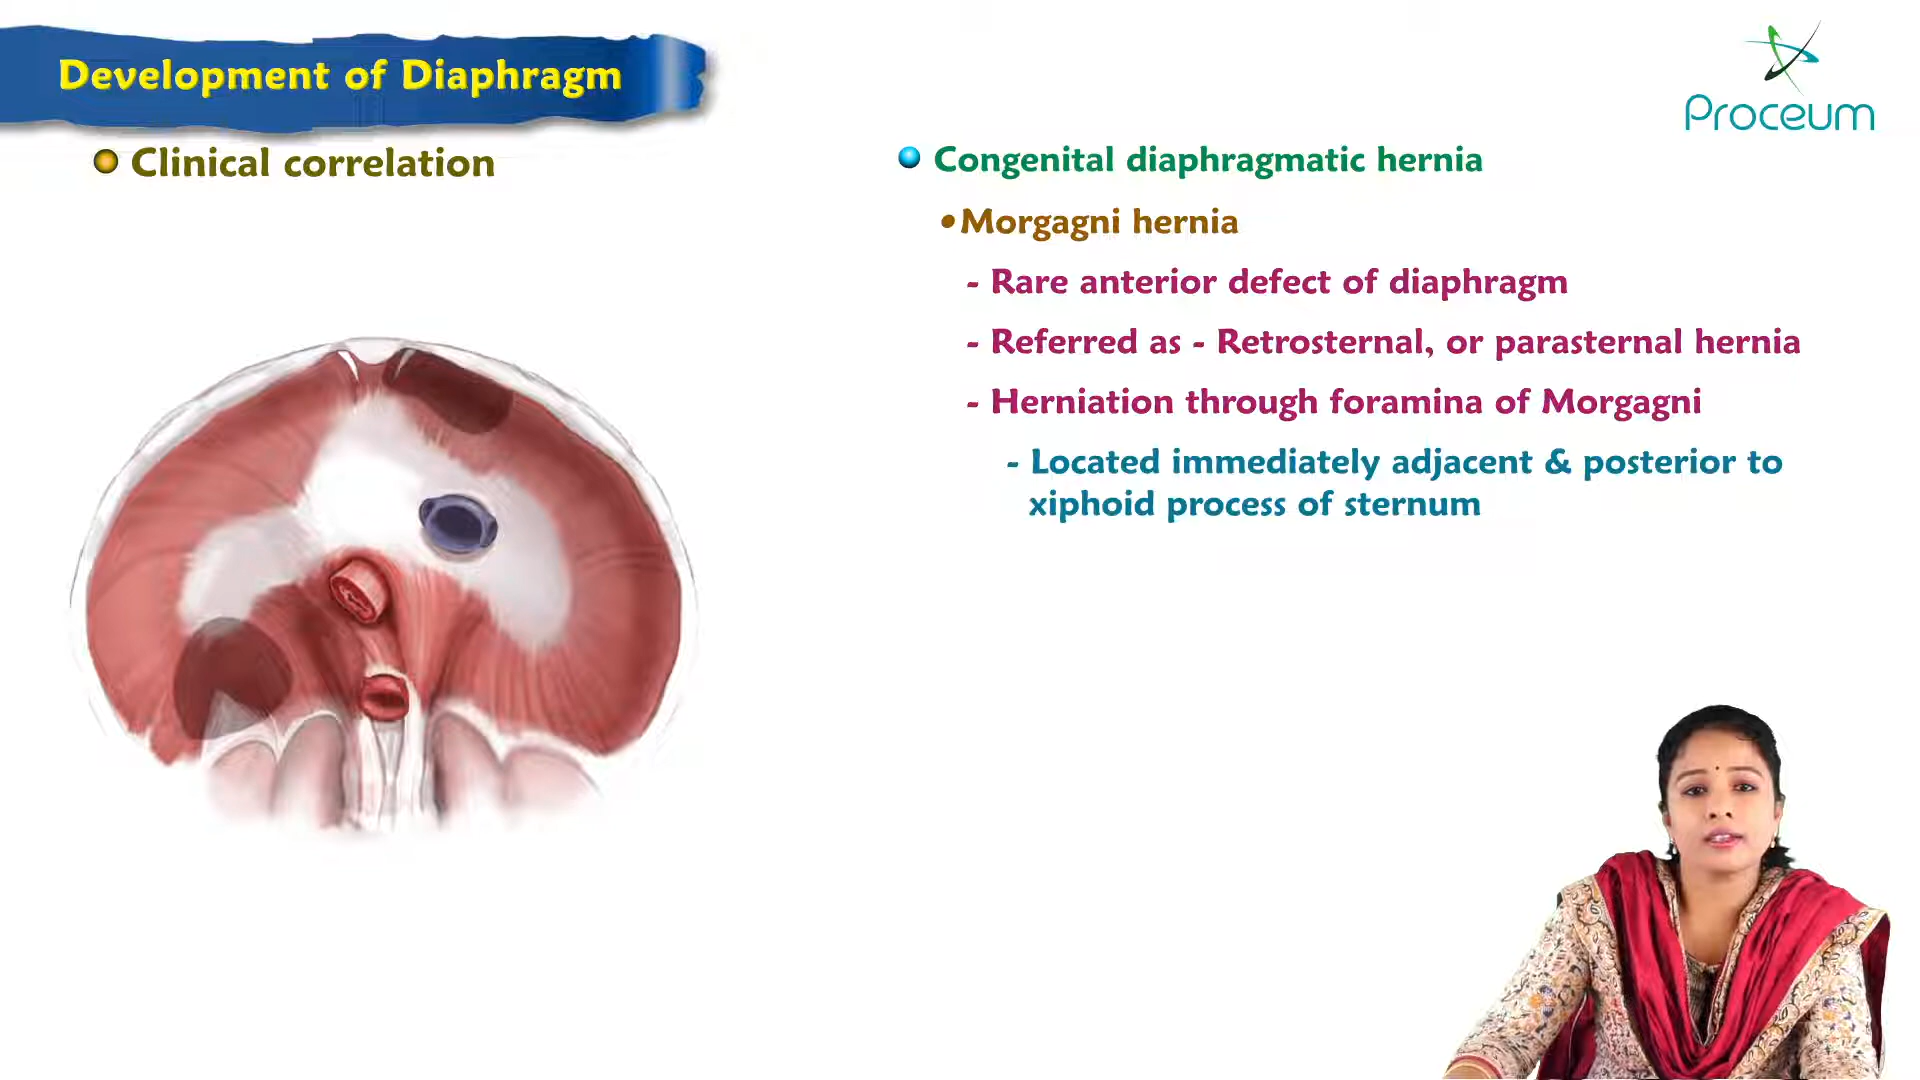 Development of Diaphragm
Proceum
Clinical correlation
Congenital diaphragmatic hernia
•Morgagni hernia
- Rare anterior defect of diaphragm
- Referred as - Retrosternal, or parasternal hernia
- Herniation through foramina of Morgagni
- Located immediately adjacent & posterior to
xiphoid process of sternum